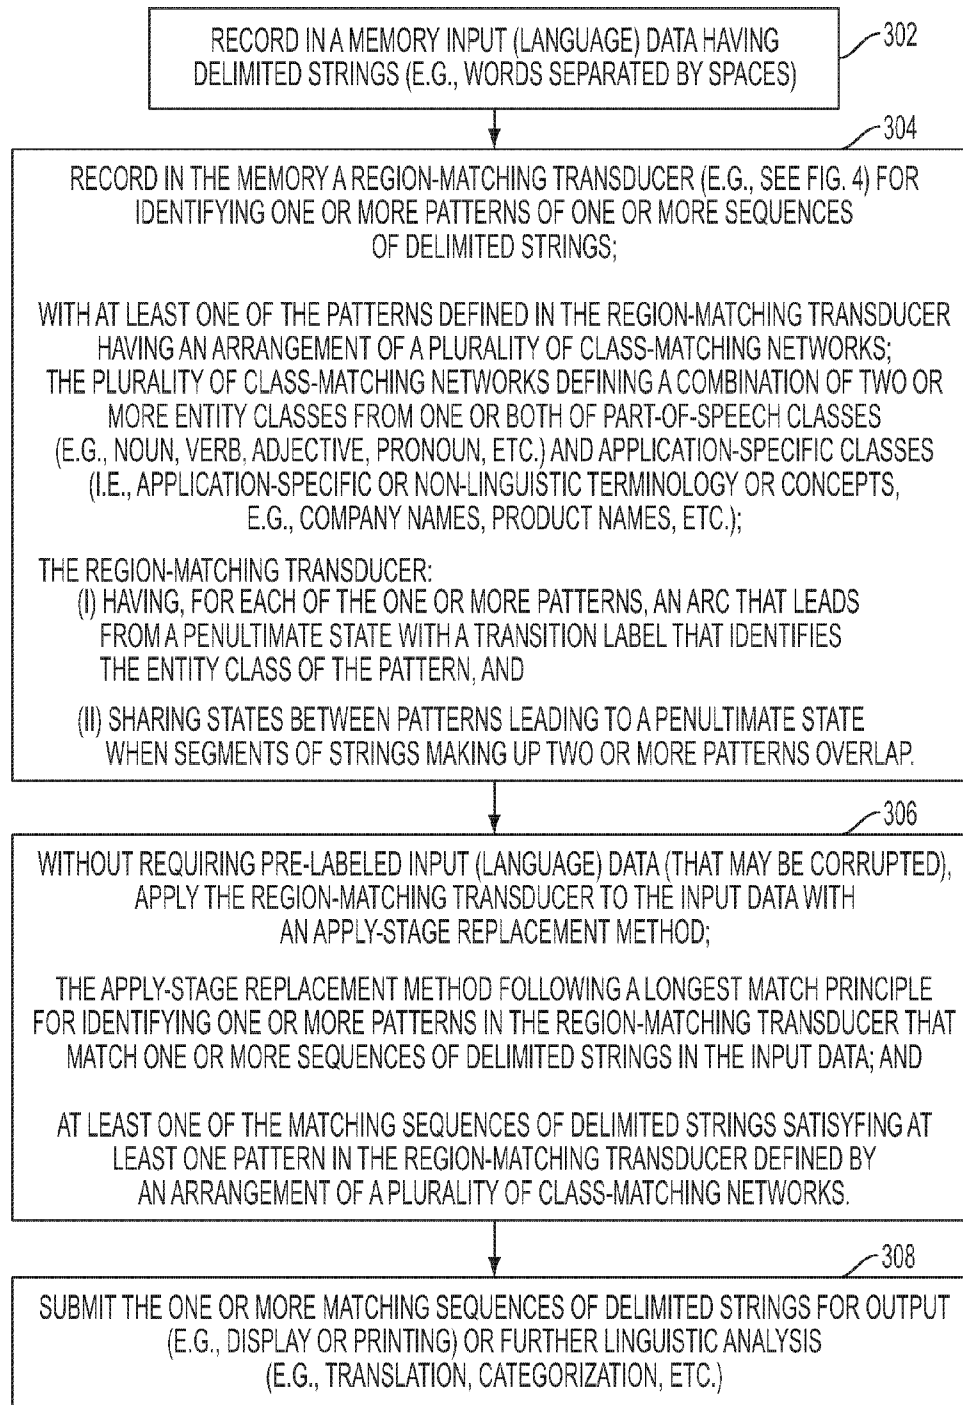 302
RECORD IN A MEMORY INPUT (LANGUAGE) DATA HAVING
DELIMITED STRINGS (E.G., WORDS SEPARATED BY SPACES)
304
RECORD IN THE MEMORY A REGION-MATCHING TRANSDUCER (E.G., SEE FIG. 4) FOR
IDENTIFYING ONE OR MORE PATTERNS OF ONE OR MORE SEQUENCES
OF DELIMITED STRINGS;
WITH AT LEAST ONE OF THE PATTERNS DEFINED IN THE REGION-MATCHING TRANSDUCER
HAVING AN ARRANGEMENT OF A PLURALITY OF CLASS-MATCHING NETWORKS;
THE PLURALITY OF CLASS-MATCHING NETWORKS DEFINING A COMBINATION OF TWO OR
MORE ENTITY CLASSES FROM ONE OR BOTH OF PART-OF-SPEECH CLASSES
(E.G., NOUN, VERB, ADJECTIVE, PRONOUN, ETC.) AND APPLICATION-SPECIFIC CLASSES
(I.E., APPLICATION-SPECIFIC OR NON-LINGUISTIC TERMINOLOGY OR CONCEPTS,
E.G., COMPANY NAMES, PRODUCT NAMES, ETC.);
THE REGION-MATCHING TRANSDUCER:
(I) HAVING, FOR EACH OF THE ONE OR MORE PATTERNS, AN ARC THAT LEADS
FROM A PENULTIMATE STATE WITH A TRANSITION LABEL THAT IDENTIFIES
THE ENTITY CLASS OF THE PATTERN, AND
(II) SHARING STATES BETWEEN PATTERNS LEADING TO A PENULTIMATE STATE
WHEN SEGMENTS OF STRINGS MAKING UP TWO OR MORE PATTERNS OVERLAP.
306
WITHOUT REQUIRING PRE-LABELED INPUT (LANGUAGE) DATA (THAT MAY BE CORRUPTED),
APPLY THE REGION-MATCHING TRANSDUCER TO THE INPUT DATA WITH
AN APPLY-STAGE REPLACEMENT METHOD;
THE APPLY-STAGE REPLACEMENT METHOD FOLLOWING A LONGEST MATCH PRINCIPLE
FOR IDENTIFYING ONE OR MORE PATTERNS IN THE REGION-MATCHING TRANSDUCER THAT
MATCH ONE OR MORE SEQUENCES OF DELIMITED STRINGS IN THE INPUT DATA; AND
AT LEAST ONE OF THE MATCHING SEQUENCES OF DELIMITED STRINGS SATISYFING AT
LEAST ONE PATTERN IN THE REGION-MATCHING TRANSDUCER DEFINED BY
AN ARRANGEMENT OF A PLURALITY OF CLASS-MATCHING NETWORKS.
308
SUBMIT THE ONE OR MORE MATCHING SEQUENCES OF DELIMITED STRINGS FOR OUTPUT
(E.G., DISPLAY OR PRINTING) OR FURTHER LINGUISTIC ANALYSIS
(E.G., TRANSLATION, CATEGORIZATION, ETC.)